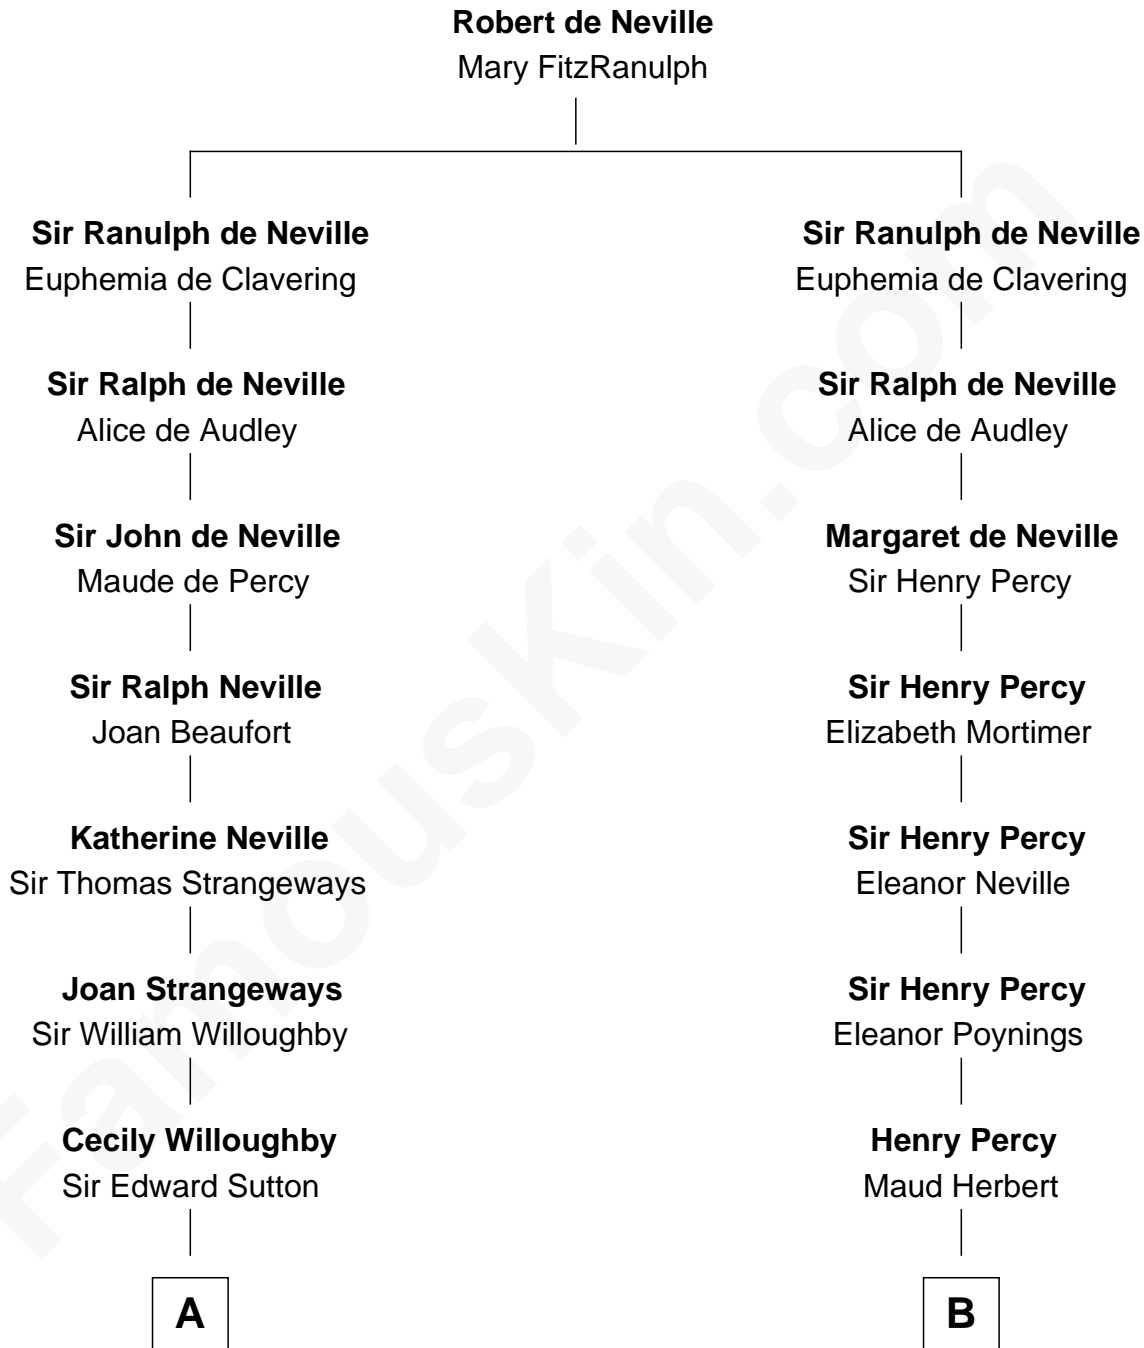 Robert de Neville
Mary FitzRanulph
Sir Ranulph de Neville
Euphemia de Clavering
Sir Ralph de Neville
Alice de Audley
Sir John de Neville
Maude de Percy
Sir Ralph Neville
Joan Beaufort
Katherine Neville
Sir Thomas Strangeways
Joan Strangeways
Sir William Willoughby
Cecily Willoughby
Sir Edward Sutton
A
Sir Ranulph de Neville
Euphemia de Clavering
Sir Ralph de Neville
Alice de Audley
Margaret de Neville
Sir Henry Percy
Sir Henry Percy
Elizabeth Mortimer
Sir Henry Percy
Eleanor Neville
Sir Henry Percy
Eleanor Poynings
Henry Percy
Maud Herbert
B
FamousKin.com